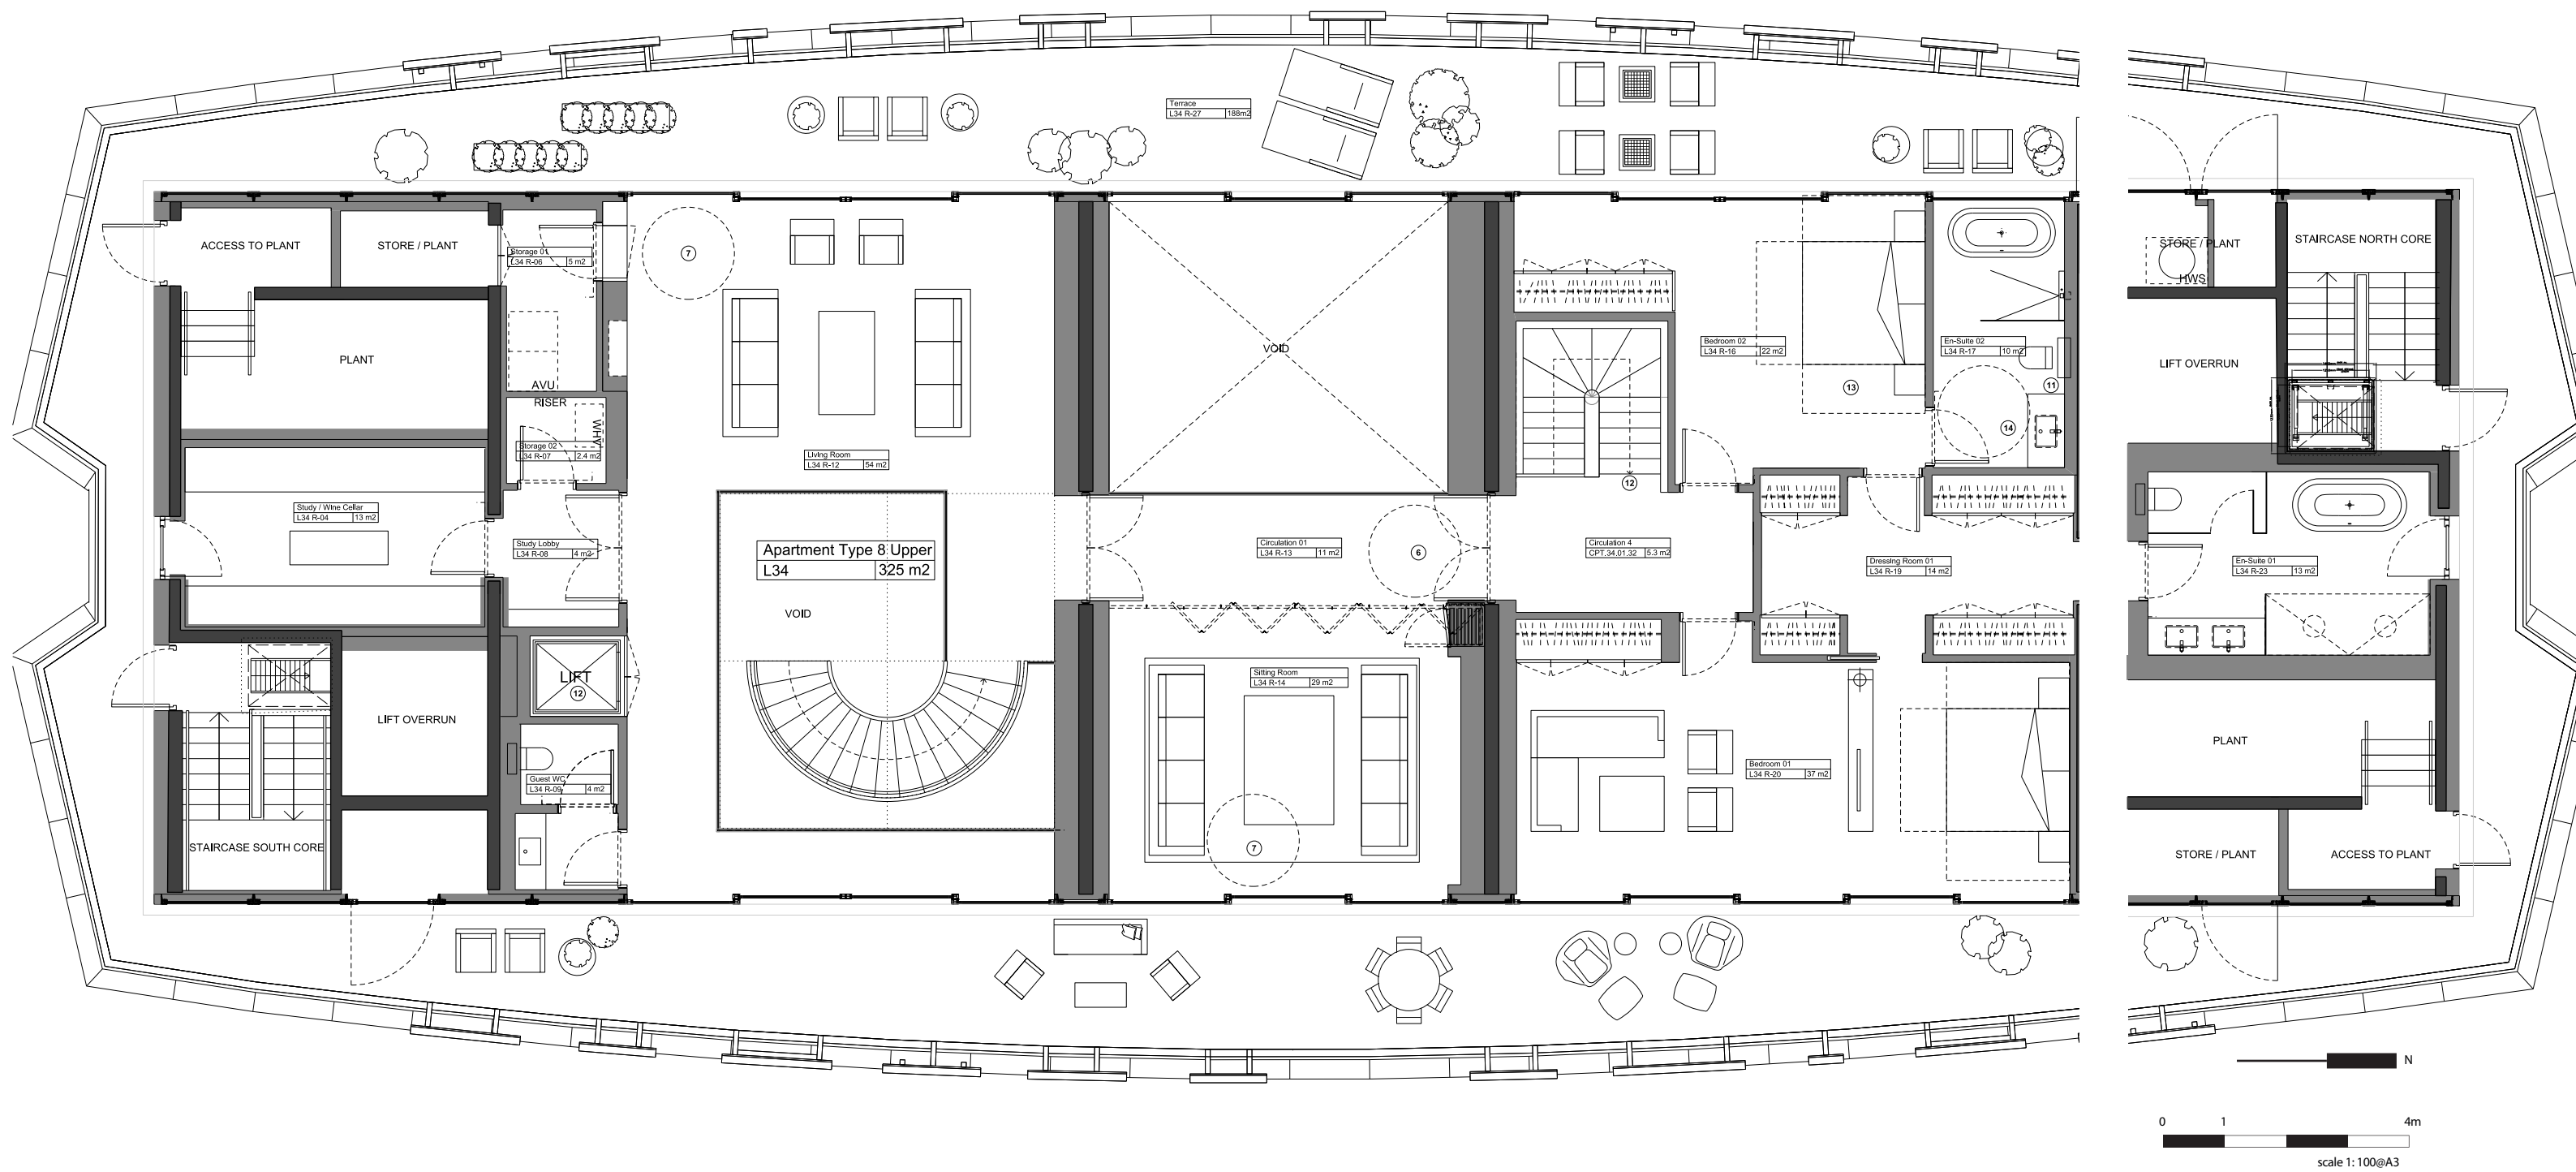 Terrace
L34 R-27 188m2
ACCESS TO PLANT
STORE / PLANT
Storage 01
L34 R-06 5 m2
7
STORE / PLANT
HWS
STAIRCASE NORTH CORE
PLANT
VOID
Bedroom 02
L34 R-16 22 m2
En-Suite 02
L34 R-17 10 m2
LIFT OVERRUN
AVU
RISER
13
11
WHV
Storage 02
L34 R-07 2.4 m2
14
Living Room
L34 R-12 54 m2
12
Study / Wine Cellar
L34 R-04 13 m2
Study Lobby
L34 R-08 4 m2
Apartment Type 8 Upper
L34 325 m2
Circulation 01
L34 R-13 11 m2
6
Circulation 4
CPT.34.01.32 5.3 m2
Dressing Room 01
L34 R-19 14 m2
En-Suite 01
L34 R-23 13 m2
VOID
LIFT
12
Sitting Room
L34 R-14 29 m2
LIFT OVERRUN
PLANT
Guest WC
L34 R-09 4 m2
Bedroom 01
L34 R-20 37 m2
STAIRCASE SOUTH CORE
7
STORE / PLANT
ACCESS TO PLANT
N
0 1 4m
scale 1: 100@A3